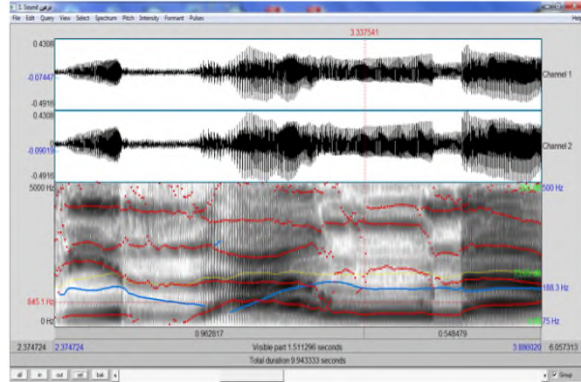 1. Sound
File Edit Query View Select Spectrum Pitch Intensity Formant Pulses
Help
3.337541
0.4308
-0.07447
-0.4916
Channel 1
0.4308
-0.09019
-0.4916
Channel 2
5000 Hz
500 Hz
845.1 Hz
188.3 Hz
0 Hz
75 Hz
0.962817 0.548479
2.374724 2.374724 Visible part 1.511296 seconds 6.057313
Total duration 9.943333 seconds
all in out sel bak Group